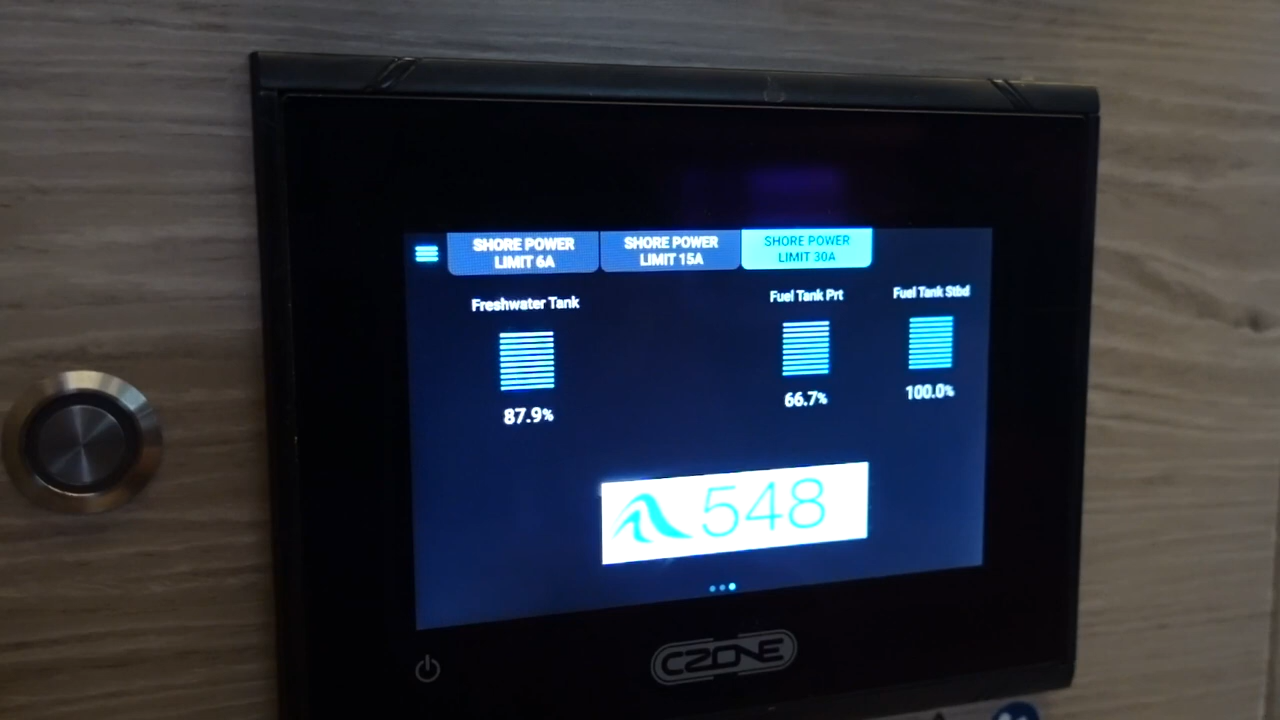 SHORE POWER
LIMIT 6A
SHORE POWER
LIMIT 15A
SHORE POWER
LIMIT 30A
Freshwater Tank
87.9%
Fuel Tank Prt
66.7%
Fuel Tank Stbd
100.0%
548
CZONE